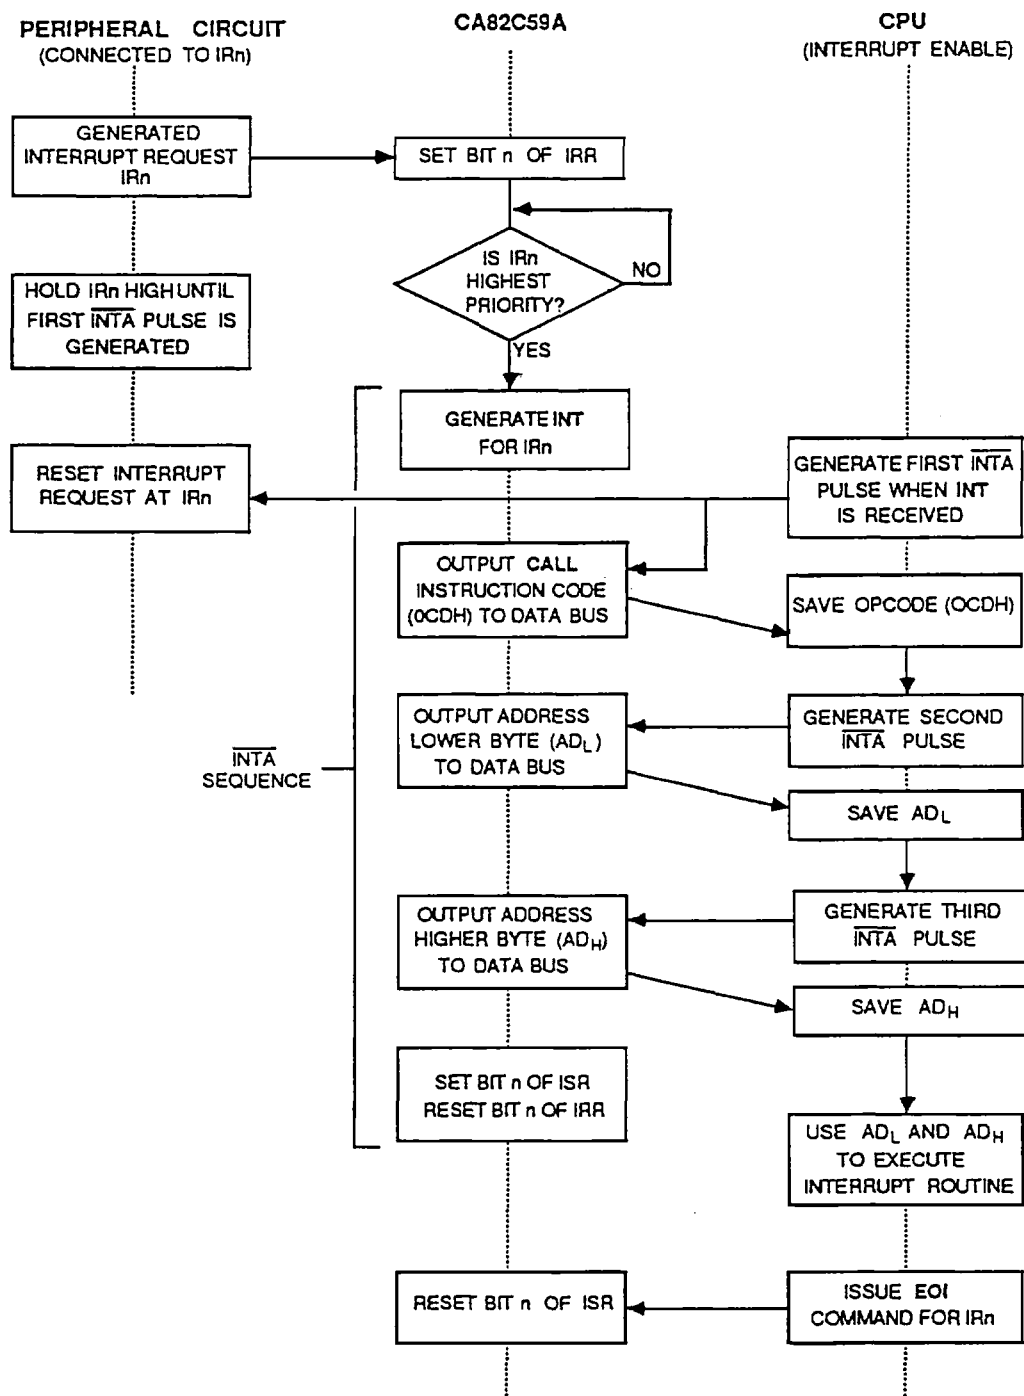 PERIPHERAL CIRCUIT
(CONNECTED TO IRn)
CA82C59A
CPU
(INTERRUPT ENABLE)
GENERATED
INTERRUPT REQUEST
IRn
SET BIT n OF IRR
IS IRn
HIGHEST
PRIORITY?
NO
YES
HOLD IRn HIGH UNTIL
FIRST INTA PULSE IS
GENERATED
GENERATE INT
FOR IRn
RESET INTERRUPT
REQUEST AT IRn
GENERATE FIRST INTA
PULSE WHEN INT
IS RECEIVED
OUTPUT CALL
INSTRUCTION CODE
(0CDH) TO DATA BUS
SAVE OPCODE (OCDH)
OUTPUT ADDRESS
LOWER BYTE (ADL)
TO DATA BUS
GENERATE SECOND
INTA PULSE
INTA
SEQUENCE
SAVE ADL
OUTPUT ADDRESS
HIGHER BYTE (ADH)
TO DATA BUS
GENERATE THIRD
INTA PULSE
SAVE ADH
SET BIT n OF ISR
RESET BIT n OF IRR
USE ADL AND ADH
TO EXECUTE
INTERRUPT ROUTINE
RESET BIT n OF ISR
ISSUE EOI
COMMAND FOR IRn